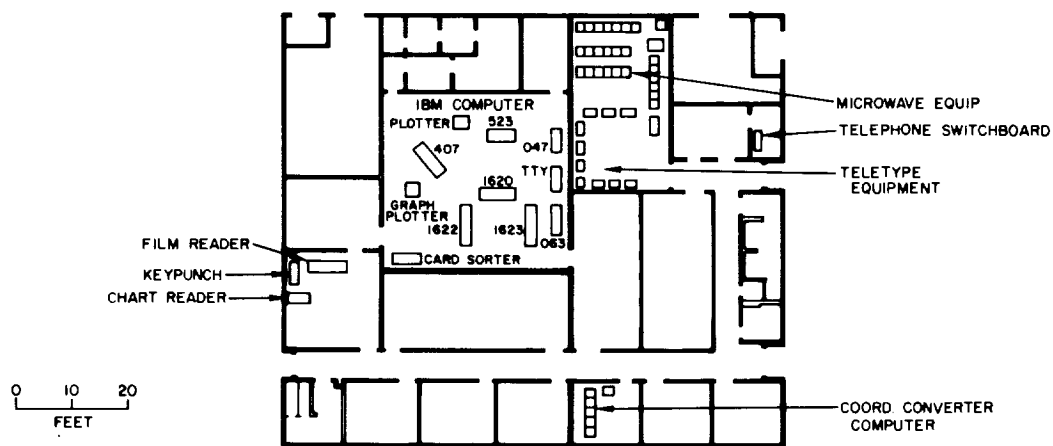 IBM COMPUTER
PLOTTER
523
407
047
TTY
1620
GRAPH
PLOTTER
1622
1623
063
CARD SORTER
FILM READER
KEYPUNCH
CHART READER
MICROWAVE EQUIP
TELEPHONE SWITCHBOARD
TELETYPE
EQUIPMENT
COORD. CONVERTER
COMPUTER
0 10 20
FEET